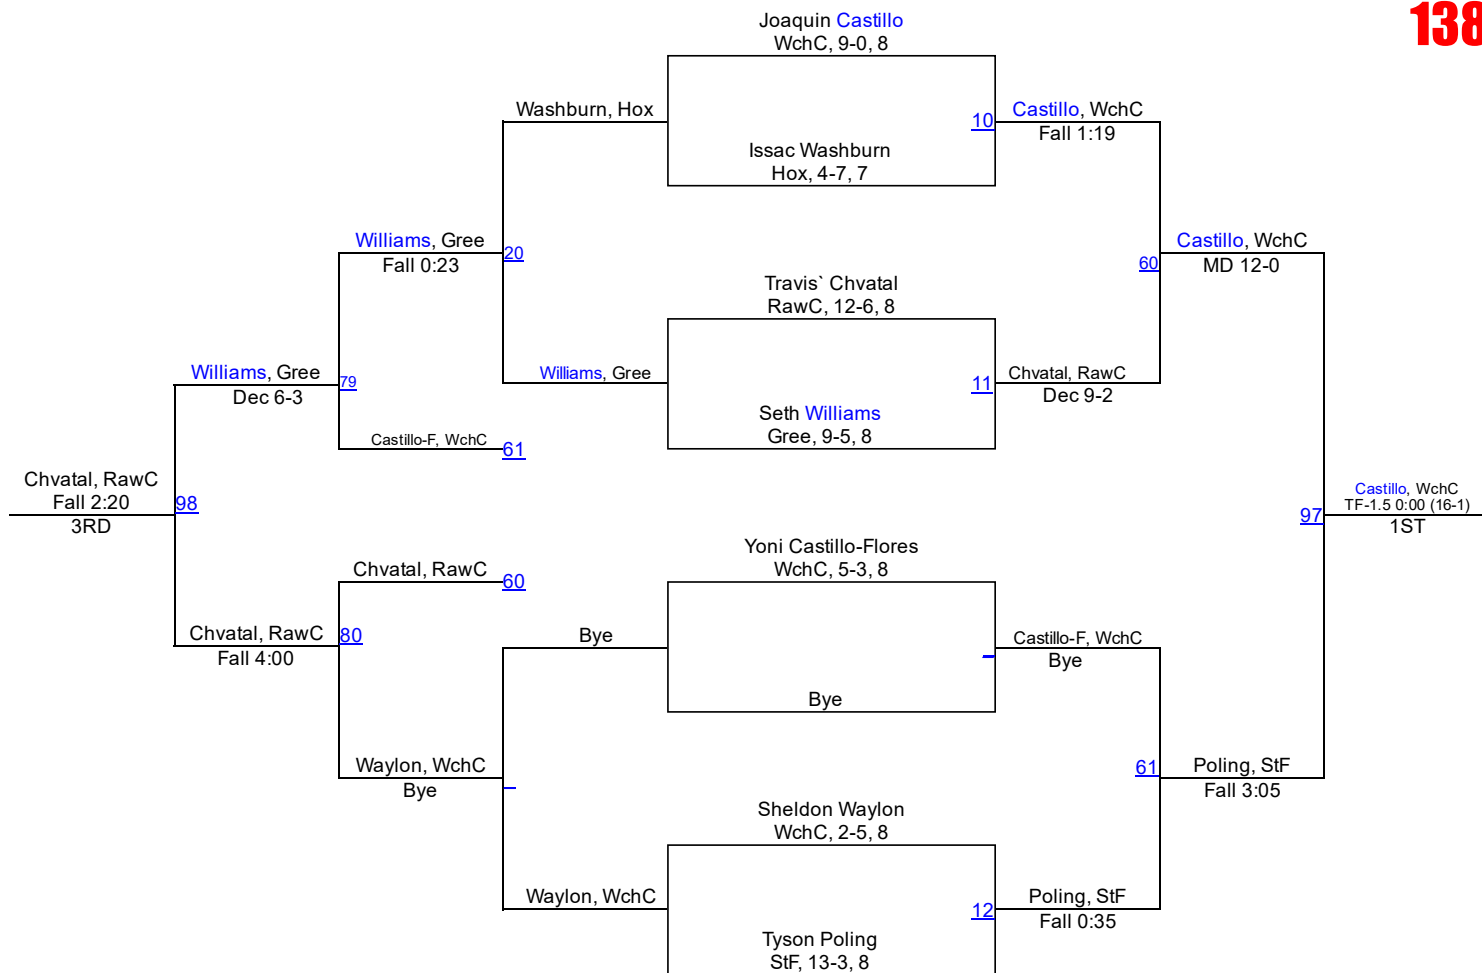 138
Joaquin Castillo
WchC, 9-0, 8
Washburn, Hox
10
Castillo, WchC
Fall 1:19
Issac Washburn
Hox, 4-7, 7
Williams, Gree
Fall 0:23
20
Castillo, WchC
MD 12-0
60
Travis` Chvatal
RawC, 12-6, 8
Williams, Gree
Dec 6-3
79
Williams, Gree
11
Chvatal, RawC
Dec 9-2
Seth Williams
Gree, 9-5, 8
Castillo-F, WchC
61
Chvatal, RawC
Fall 2:20
3RD
98
97
Castillo, WchC
TF-1.5 0:00 (16-1)
1ST
Yoni Castillo-Flores
WchC, 5-3, 8
Chvatal, RawC
60
Chvatal, RawC
Fall 4:00
80
Bye
Castillo-F, WchC
Bye
Bye
Waylon, WchC
Bye
61
Poling, StF
Fall 3:05
Sheldon Waylon
WchC, 2-5, 8
Waylon, WchC
12
Poling, StF
Fall 0:35
Tyson Poling
StF, 13-3, 8